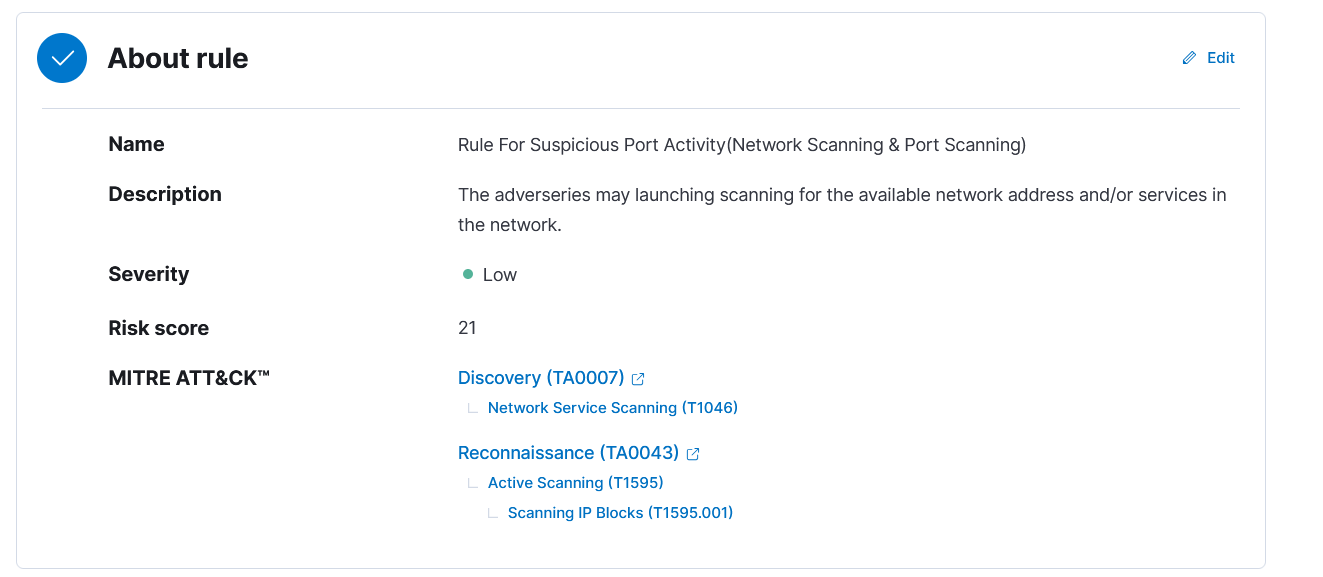 About rule
Edit
Name
Rule For Suspicious Port Activity(Network Scanning & Port Scanning)
Description
The adverseries may launching scanning for the available network address and/or services in
the network.
Severity
Low
Risk score
21
MITRE ATT&CK™
Discovery (TA0007)
Network Service Scanning (T1046)
Reconnaissance (TA0043)
Active Scanning (T1595)
Scanning IP Blocks (T1595.001)